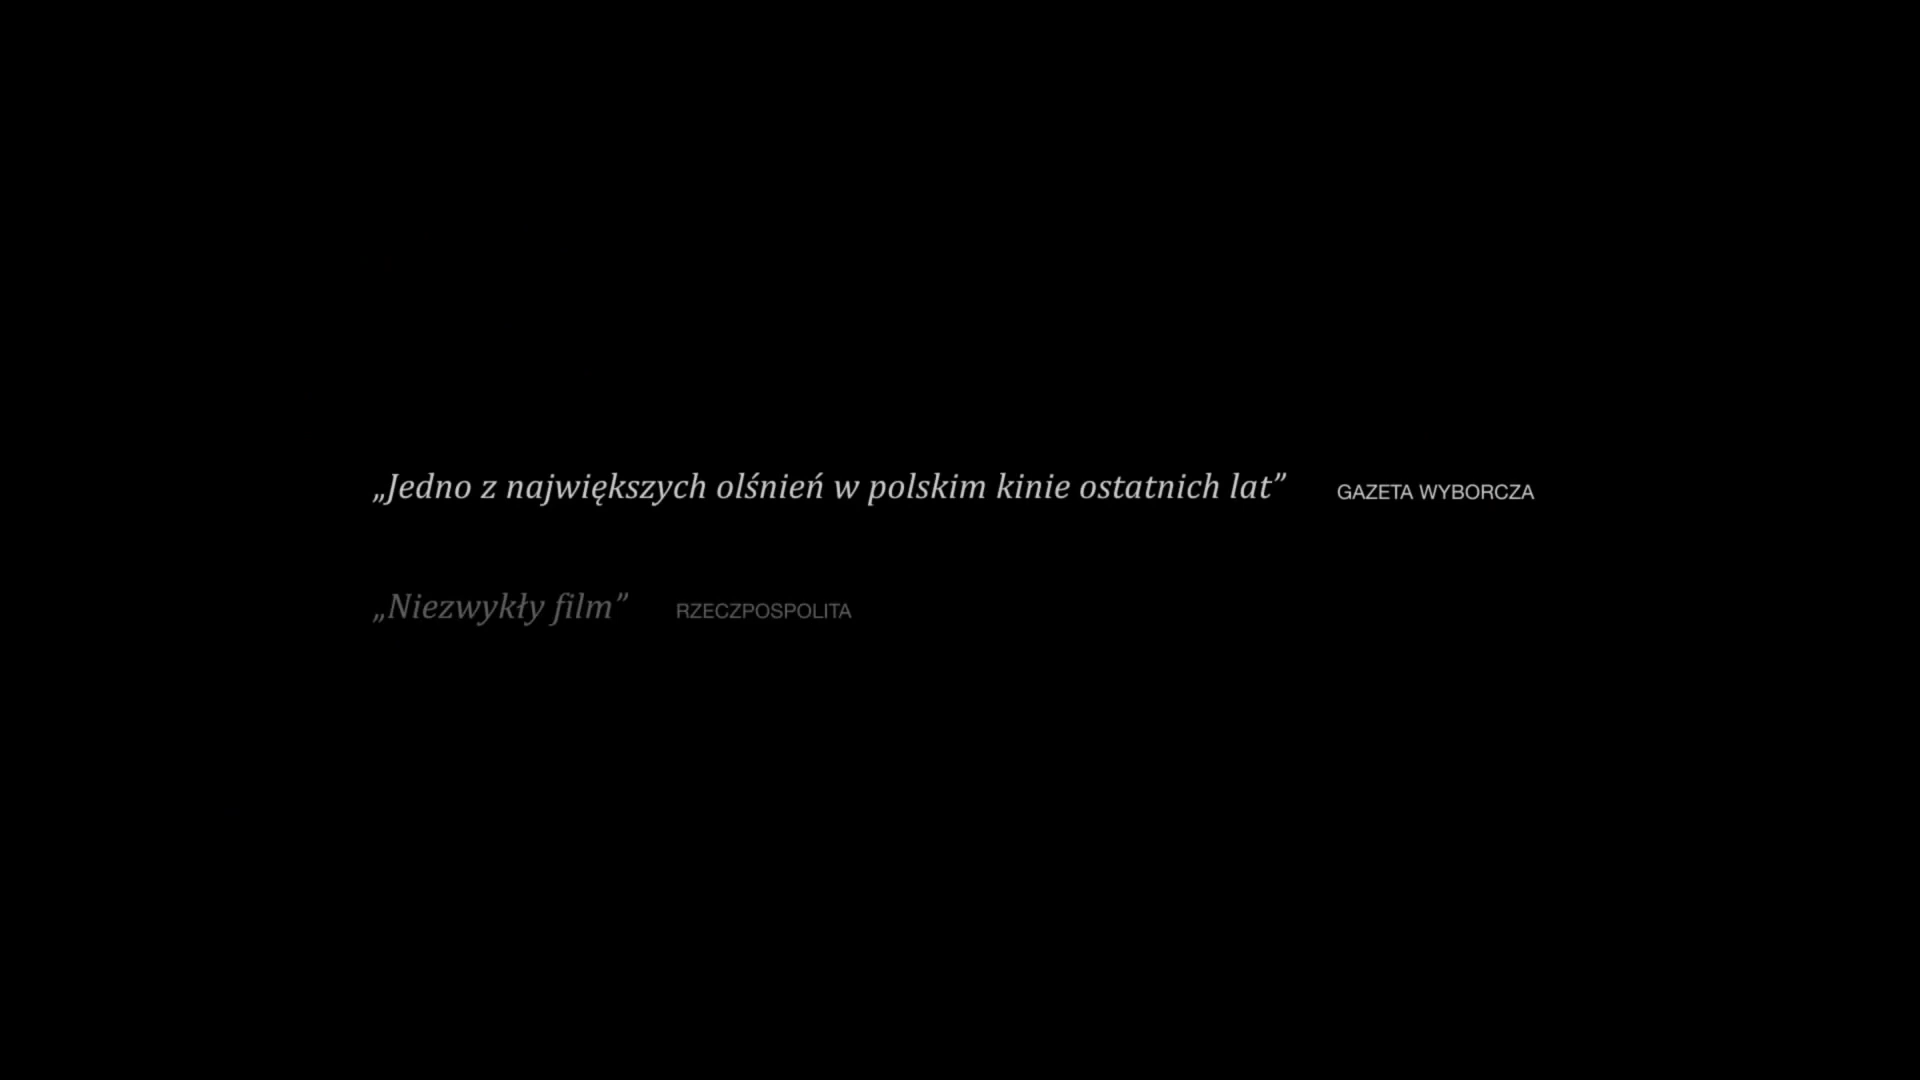 „Jedno z największych olśnień w polskim kinie ostatnich lat” GAZETA WYBORCZA
„Niezwykły film” RZECZPOSPOLITA